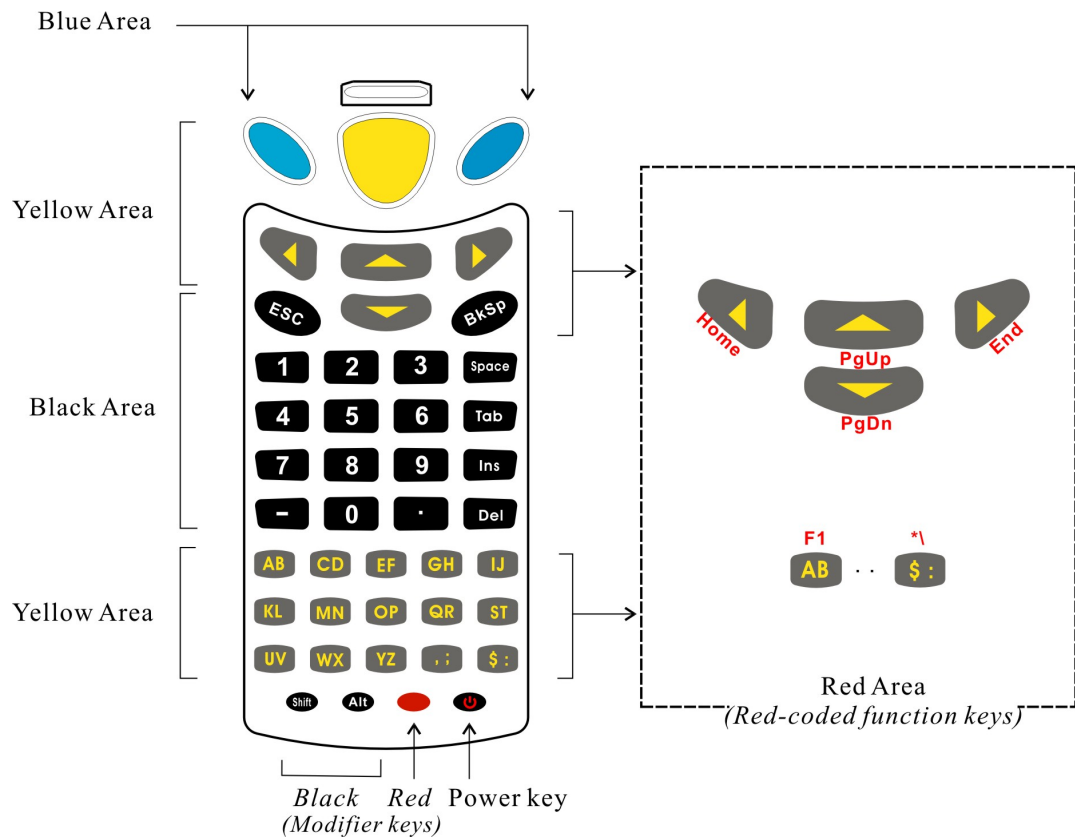 Blue Area
Yellow Area
ESC
BkSp
Black Area
1 2 3 Space
4 5 6 Tab
7 8 9 Ins
- 0 . Del
Yellow Area
AB CD EF GH IJ
KL MN OP QR ST
UV WX YZ , ; $ :
Shift Alt
Black Red Power key
(Modifier keys)
Home
PgUp
End
PgDn
F1 *\
AB . . $ :
Red Area
(Red-coded function keys)